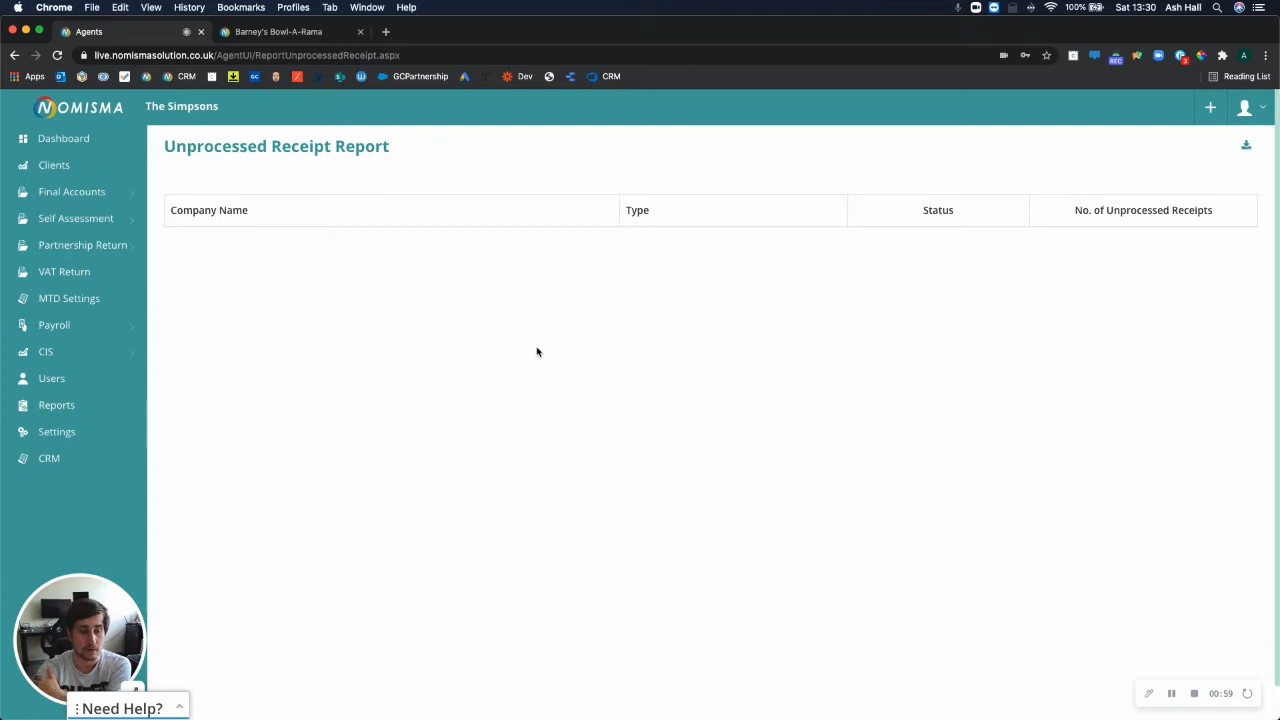 Chrome File Edit View History Bookmarks Profiles Tab Window Help 100% Sat 13:30 Ash Hall
Agents Barney's Bowl-A-Rama
live.nomismasolution.co.uk/AgentUI/ReportUnprocessedReceipt.aspx
Apps CRM GCPartnership Dev CRM Reading List
NOMISMA The Simpsons
Dashboard
Clients
Final Accounts
Self Assessment
Partnership Return
VAT Return
MTD Settings
Payroll
CIS
Users
Reports
Settings
CRM
Unprocessed Receipt Report
Company Name Type Status No. of Unprocessed Receipts
Need Help?
00:59